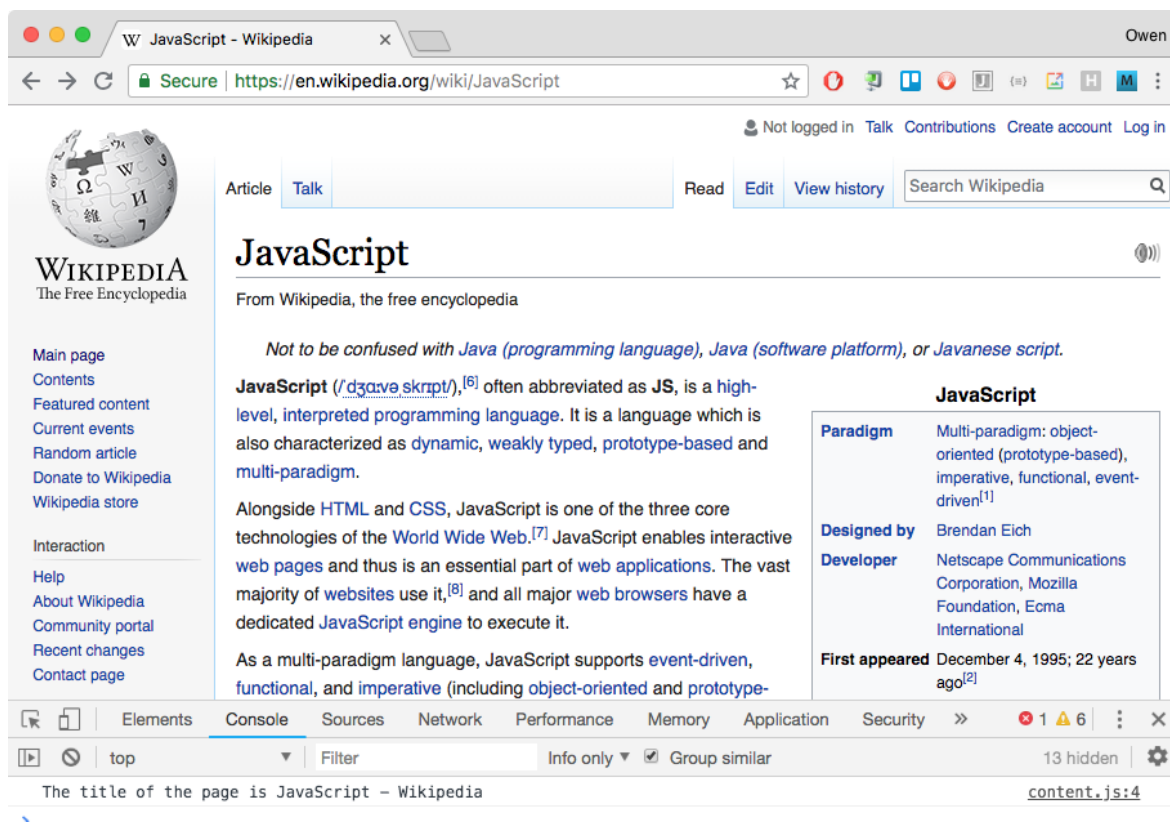 JavaScript - Wikipedia
Owen
Secure | https://en.wikipedia.org/wiki/JavaScript
Not logged in Talk Contributions Create account Log in
Article Talk Read Edit View history Search Wikipedia
WIKIPEDIA
The Free Encyclopedia
Main page
Contents
Featured content
Current events
Random article
Donate to Wikipedia
Wikipedia store
Interaction
Help
About Wikipedia
Community portal
Recent changes
Contact page
JavaScript
From Wikipedia, the free encyclopedia
Not to be confused with Java (programming language), Java (software platform), or Javanese script.
JavaScript (/ˈdʒɑːvəˌskrɪpt/),[6] often abbreviated as JS, is a high-
level, interpreted programming language. It is a language which is
also characterized as dynamic, weakly typed, prototype-based and
multi-paradigm.
Alongside HTML and CSS, JavaScript is one of the three core
technologies of the World Wide Web.[7] JavaScript enables interactive
web pages and thus is an essential part of web applications. The vast
majority of websites use it,[8] and all major web browsers have a
dedicated JavaScript engine to execute it.
As a multi-paradigm language, JavaScript supports event-driven,
functional, and imperative (including object-oriented and prototype-
JavaScript
Paradigm Multi-paradigm: object-
oriented (prototype-based),
imperative, functional, event-
driven[1]
Designed by Brendan Eich
Developer Netscape Communications
Corporation, Mozilla
Foundation, Ecma
International
First appeared December 4, 1995; 22 years
ago[2]
Elements Console Sources Network Performance Memory Application Security » 1 6
top Filter Info only Group similar 13 hidden
The title of the page is JavaScript – Wikipedia content.js:4